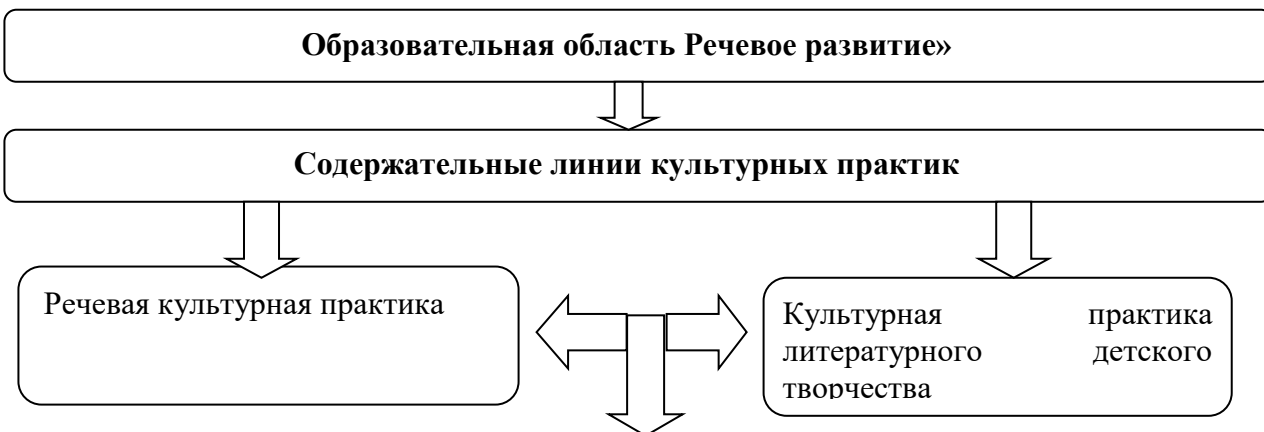 Образовательная область Речевое развитие»
Содержательные линии культурных практик
Речевая культурная практика
Культурная практика
литературного детского
творчества